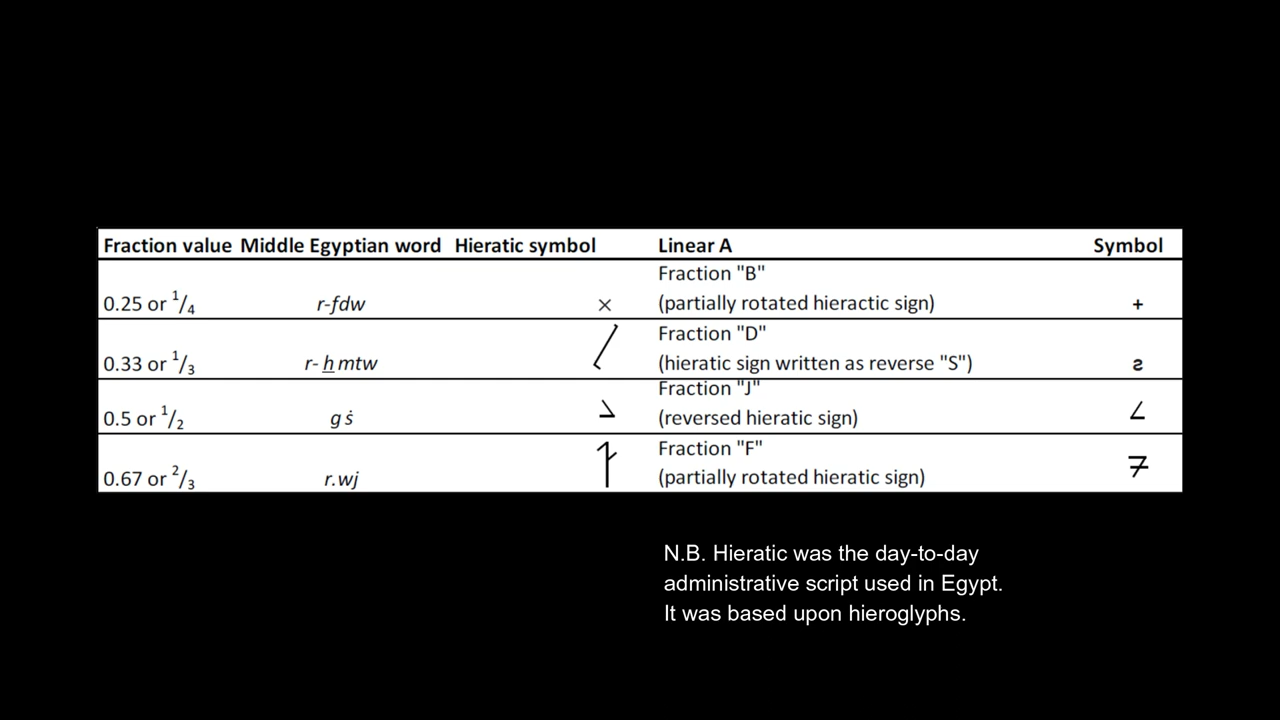 Fraction value Middle Egyptian word Hieratic symbol Linear A Symbol
Fraction "B"
0.25 or 1/4 r-fdw × (partially rotated hieractic sign) +
Fraction "D"
0.33 or 1/3 r- ẖ mtw (hieratic sign written as reverse "S")
Fraction "J"
0.5 or 1/2 g ṡ (reversed hieratic sign) ∠
Fraction "F"
0.67 or 2/3 r.wj (partially rotated hieratic sign)
N.B. Hieratic was the day-to-day
administrative script used in Egypt.
It was based upon hieroglyphs.